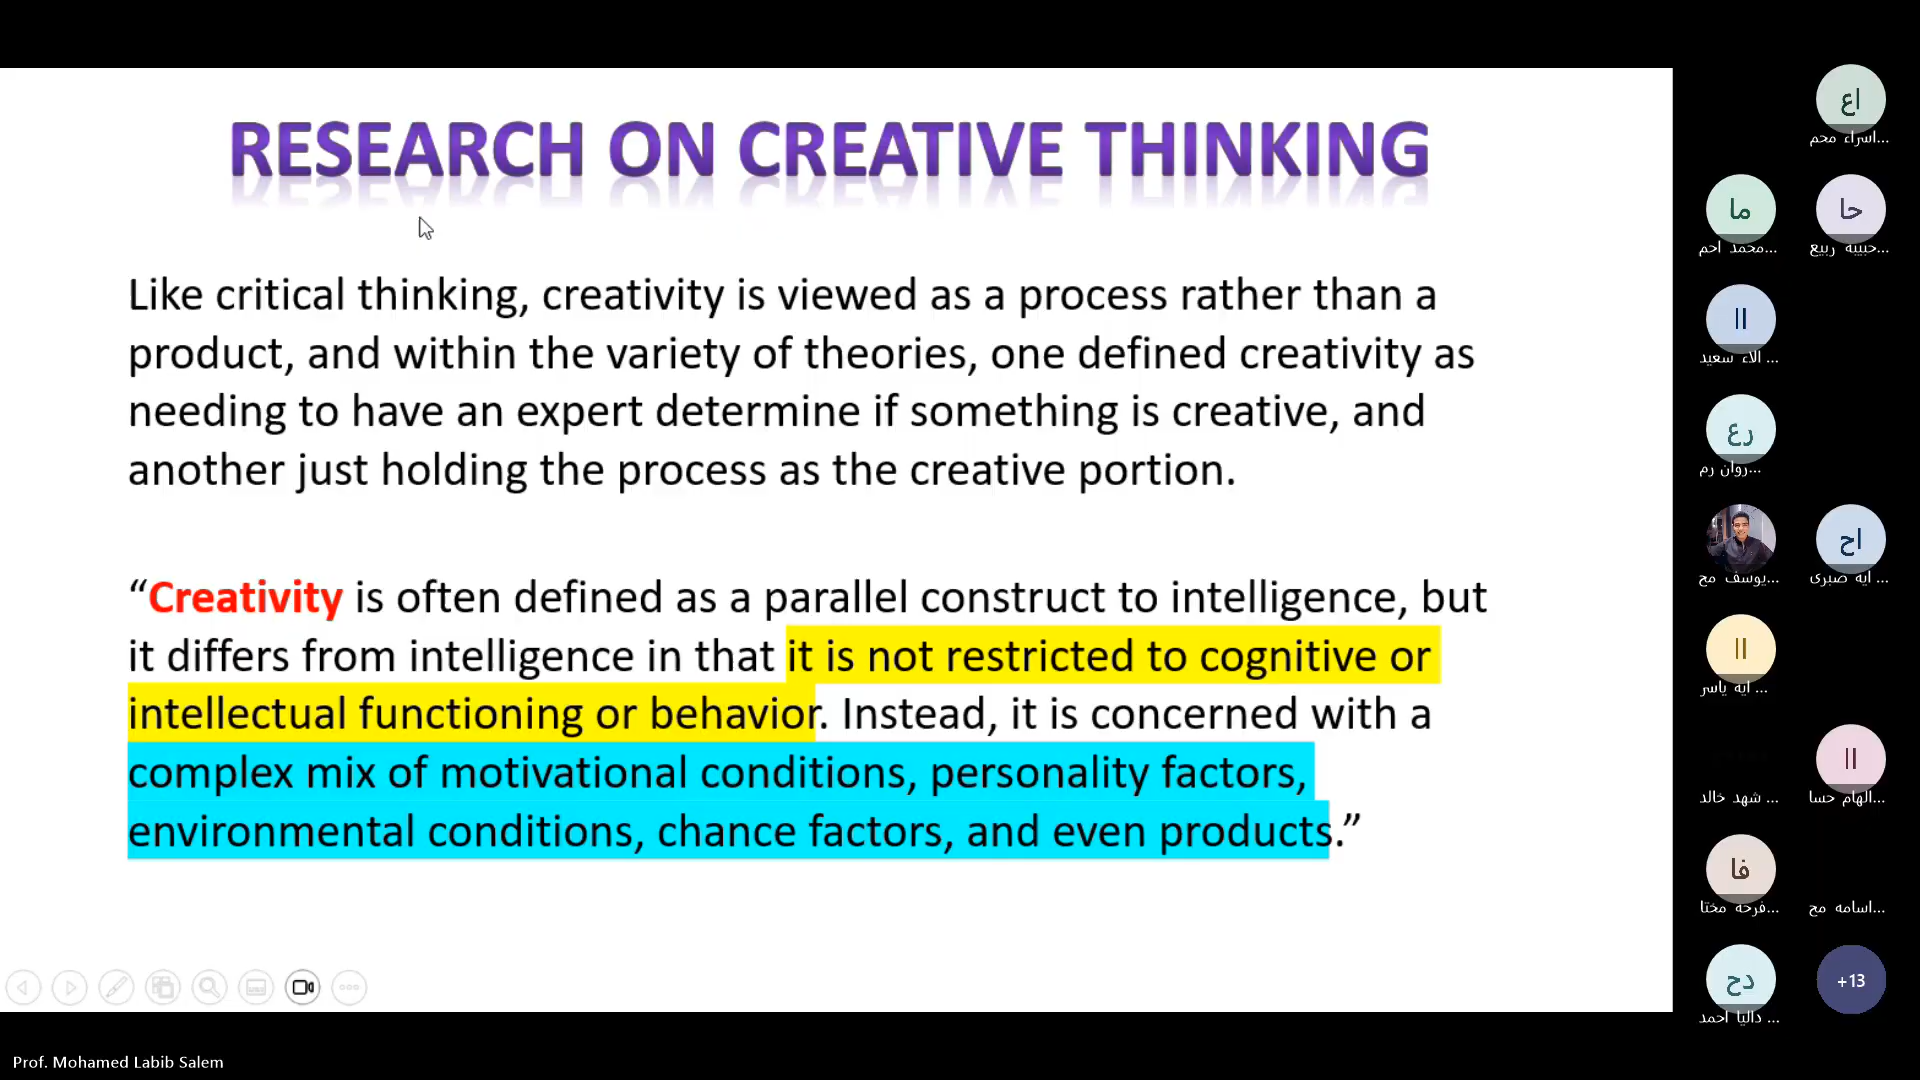 RESEARCH ON CREATIVE THINKING
Like critical thinking, creativity is viewed as a process rather than a
product, and within the variety of theories, one defined creativity as
needing to have an expert determine if something is creative, and
another just holding the process as the creative portion.
“Creativity is often defined as a parallel construct to intelligence, but
it differs from intelligence in that it is not restricted to cognitive or
intellectual functioning or behavior. Instead, it is concerned with a
complex mix of motivational conditions, personality factors,
environmental conditions, chance factors, and even products.”
Prof. Mohamed Labib Salem
اع
اسراء محم...
ما
محمد احم...
حا
حبيبه ربيع...
اا
الاء سعيد ...
رع
روان رم...
يوسف مح...
اح
ايه صبرى ...
اا
ايه ياسر ...
شهد خالد ...
اا
الهام حسا...
فا
فرحه مختا...
اسامه مح...
دح
داليا احمد ...
+13